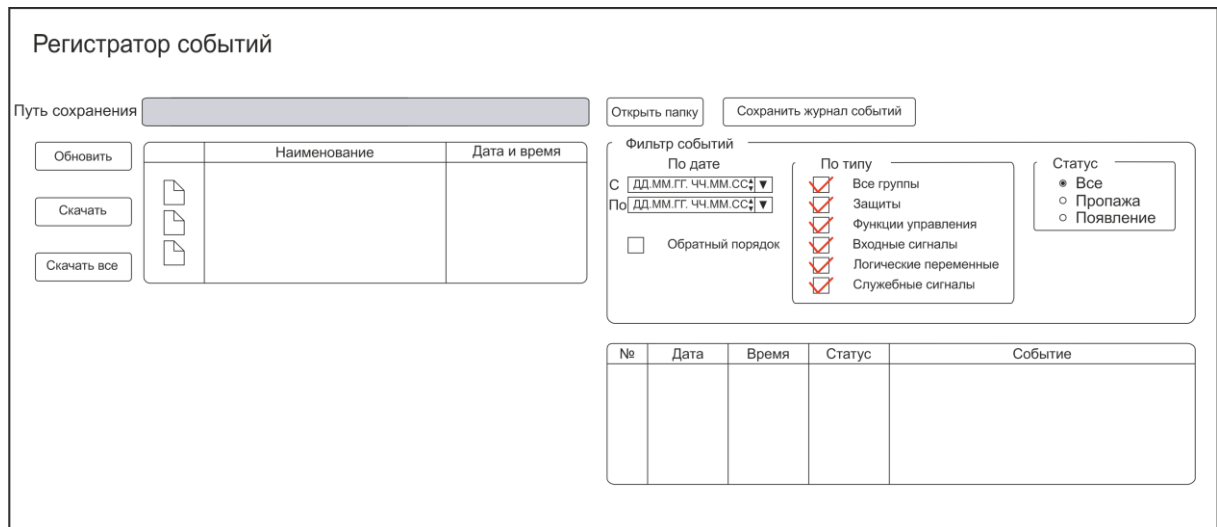 Регистратор событий
Путь сохранения
Открыть папку
Сохранить журнал событий
Обновить
Скачать
Скачать все
Наименование
Дата и время
Фильтр событий
По дате
С ДД.ММ.ГГ. ЧЧ.ММ.СС
По ДД.ММ.ГГ. ЧЧ.ММ.СС
Обратный порядок
По типу
Все группы
Защиты
Функции управления
Входные сигналы
Логические переменные
Служебные сигналы
Статус
Все
Пропажа
Появление
№ Дата Время Статус Событие